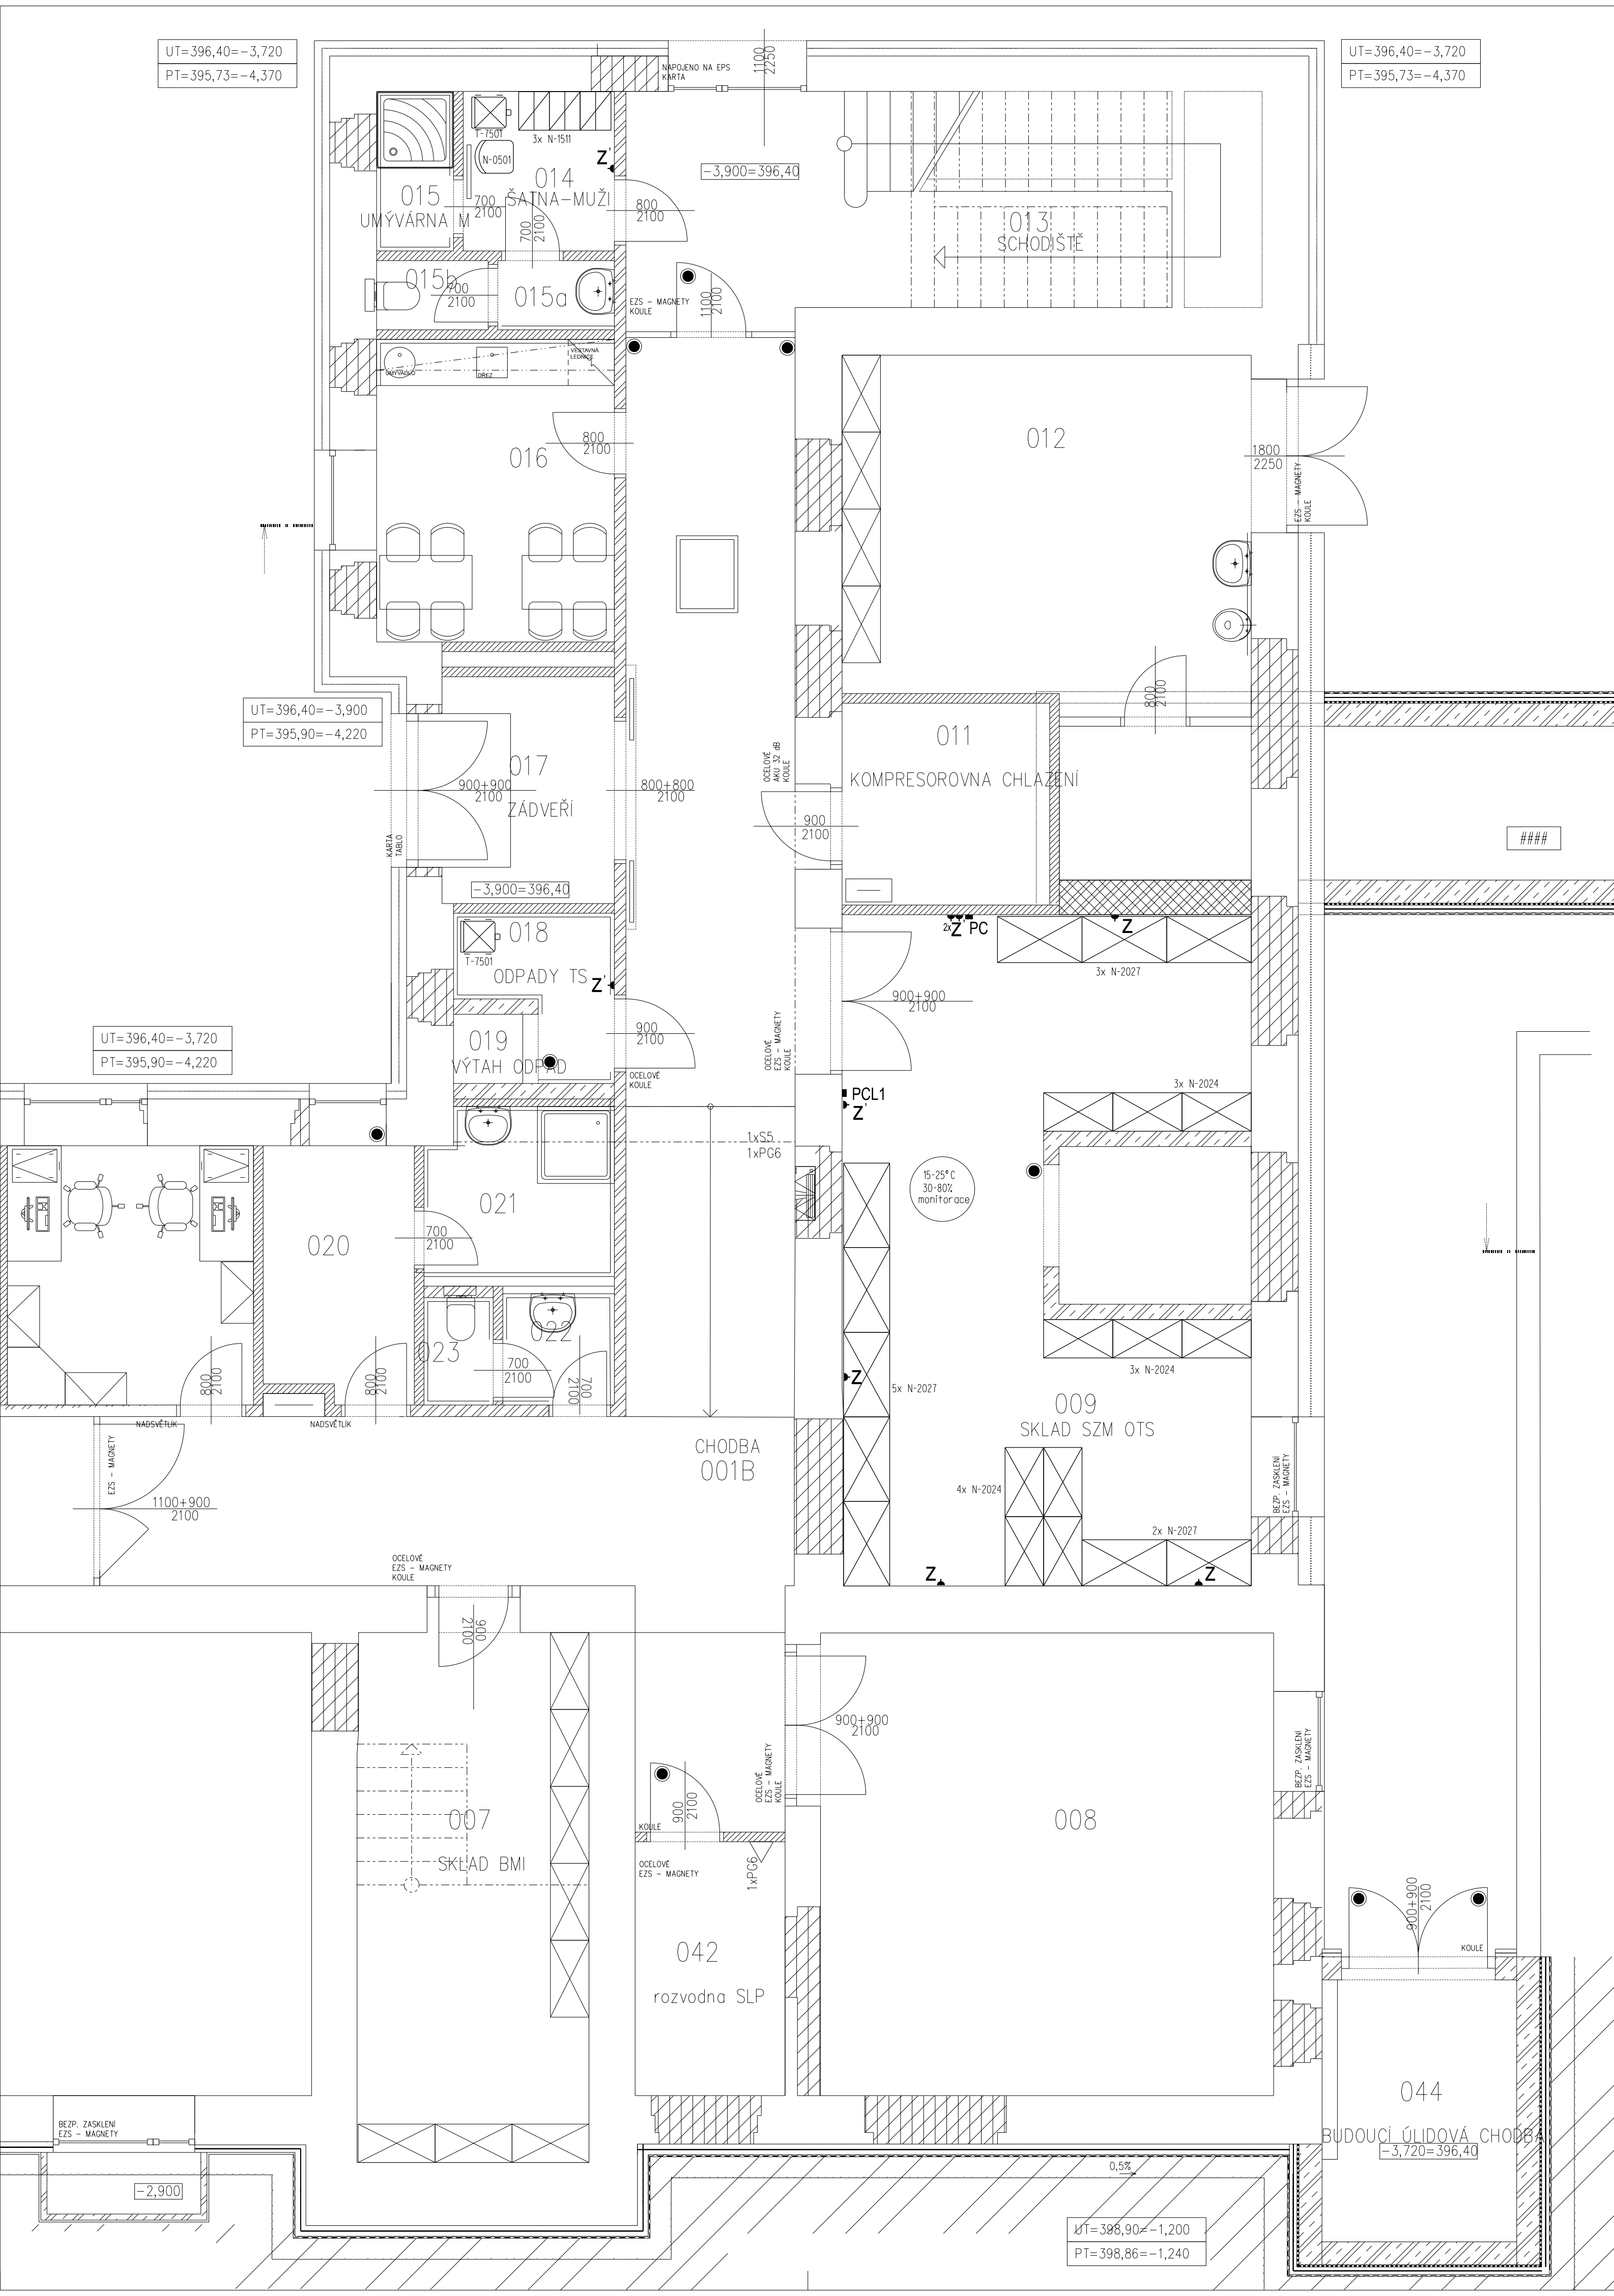 UT=396,40=-3,720
PT=395,73=-4,370
UT=396,40=-3,720
PT=395,73=-4,370
NAPOJENO NA EPS
KARTA
1100
2250
T-7501
3x N-1511
N-0501
Z'
-3,900=396,40
014
ŠATNA-MUŽI
015
UMÝVÁRNA M
700
2100
700
2100
800
2100
013
SCHODIŠTĚ
015b
700
2100
015a
EZS - MAGNETY
KOULE
1100
2100
VESTAVNÁ
LEDNICE
UMYVADLO
DŘEZ
800
2100
016
012
1800
2250
EZS - MAGNETY
KOULE
800
2100
UT=396,40=-3,900
PT=395,90=-4,220
017
900+900
2100
ZÁDVEŘÍ
KARTA
TABLO
800+800
2100
OCELOVÉ
AKU 32 dB
KOULE
900
2100
011
KOMPRESOROVNA CHLAZENÍ
####
-3,900=396,40
018
T-7501
ODPADY TS
Z'
2x Z' PC
Z
3x N-2027
900+900
2100
900
2100
019
VÝTAH ODPAD
OCELOVÉ
KOULE
OCELOVÉ
EZS - MAGNETY
KOULE
UT=396,40=-3,720
PT=395,90=-4,220
PCL1
Z'
3x N-2024
1xS5
1xPG6
15-25°C
30-80%
monitorace
021
020
700
2100
022
023
700
2100
700
2100
800
2100
800
2100
NADSVĚTLÍK
NADSVĚTLÍK
Z
5x N-2027
3x N-2024
009
SKLAD SZM OTS
CHODBA
001B
EZS - MAGNETY
1100+900
2100
4x N-2024
2x N-2027
BEZP. ZASKLENÍ
EZS - MAGNETY
OCELOVÉ
EZS - MAGNETY
KOULE
Z
Z
900
2100
900+900
2100
OCELOVÉ
EZS - MAGNETY
KOULE
BEZP. ZASKLENÍ
EZS - MAGNETY
900
2100
KOULE
OCELOVÉ
EZS - MAGNETY
1xPG6
007
SKLAD BMI
008
042
rozvodna SLP
900+900
2100
KOULE
044
BUDOUCÍ ÚLIDOVÁ CHODBA
-3,720=396,40
BEZP. ZASKLENÍ
EZS - MAGNETY
-2,900
0,5%
UT=398,90=-1,200
PT=398,86=-1,240